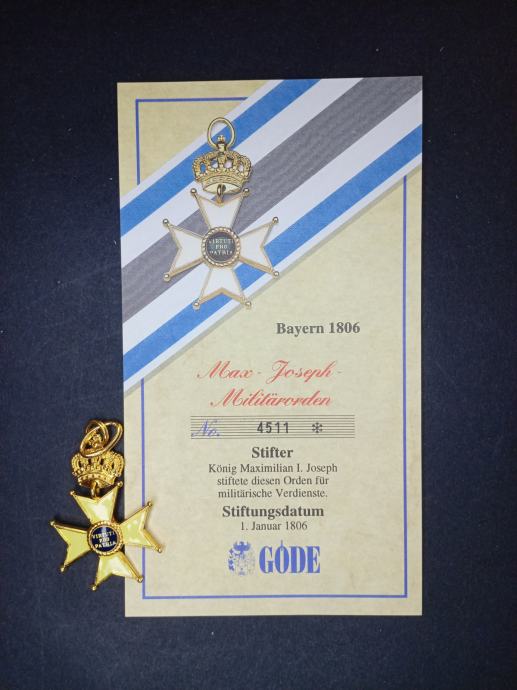 VIRTUTI
PRO
PATRIA
Bayern 1806
Max - Joseph -
Militärorden
No. 4511 ✻
Stifter
König Maximilian I. Joseph
stiftete diesen Orden für
militärische Verdienste.
Stiftungsdatum
1. Januar 1806
GÖDE
VIRTUTI
PRO
PATRIA